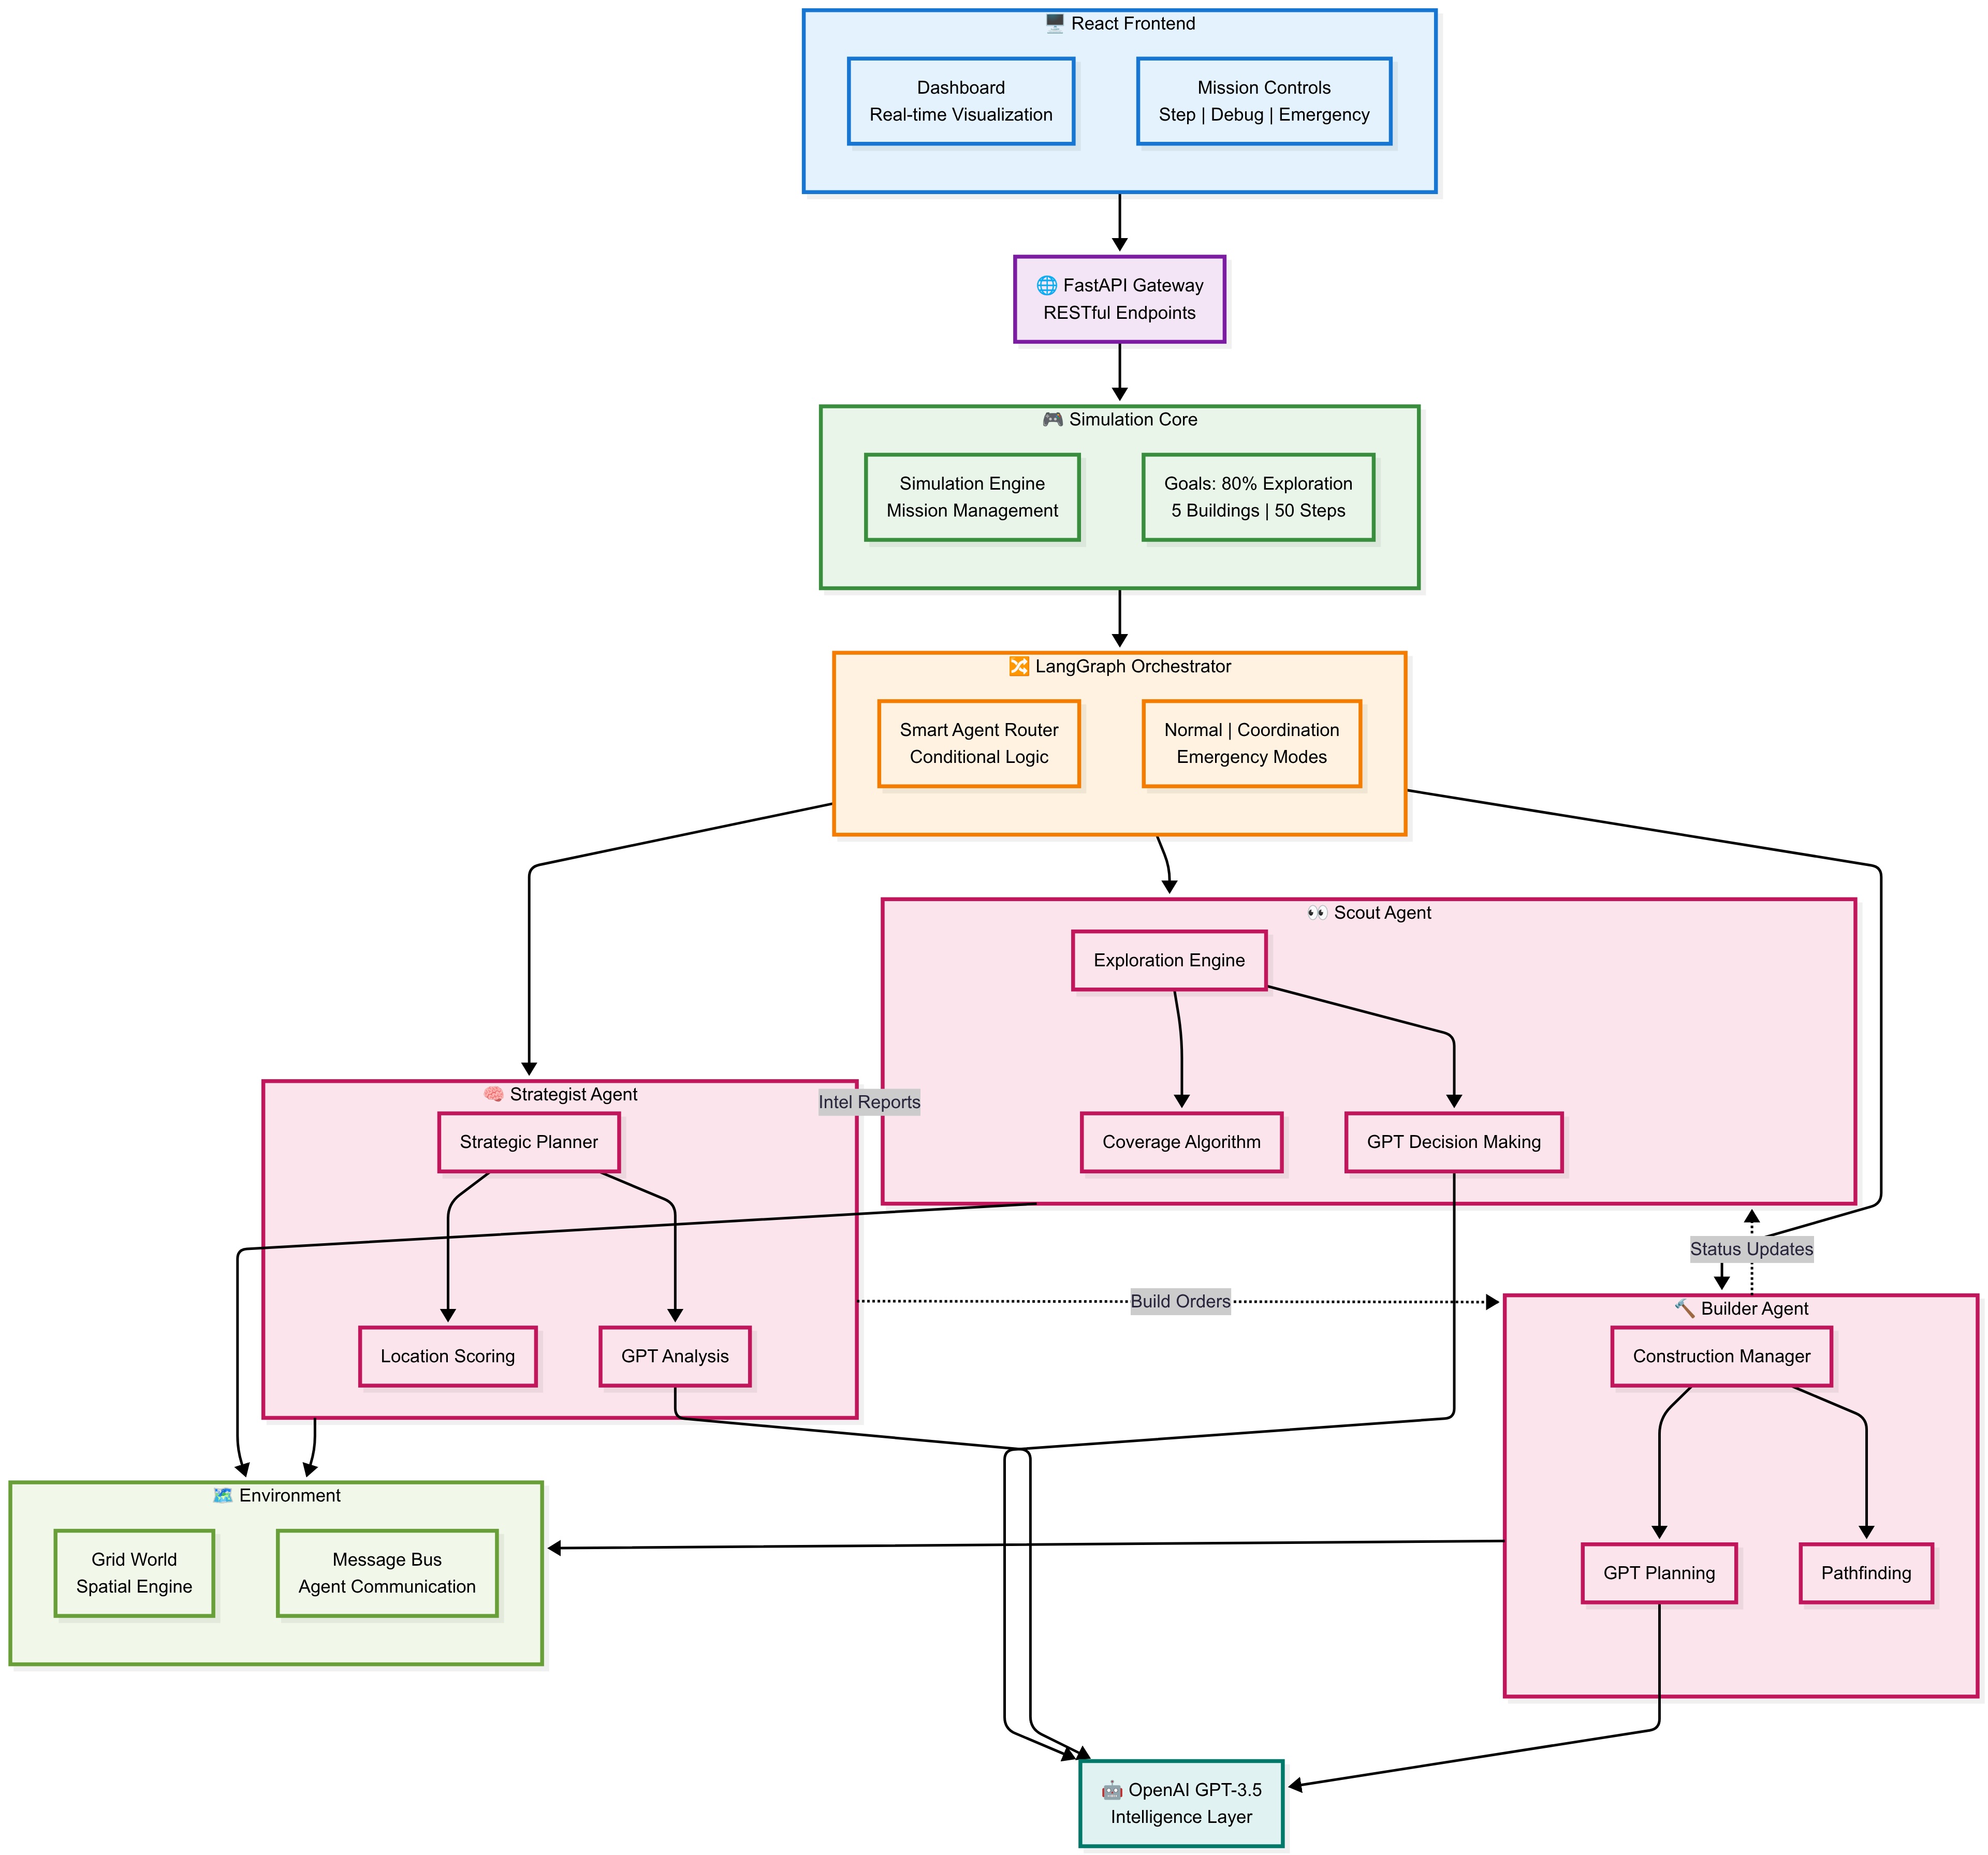 🖥️ React Frontend
Dashboard
Real-time Visualization
Mission Controls
Step | Debug | Emergency
🌐 FastAPI Gateway
RESTful Endpoints
🎮 Simulation Core
Simulation Engine
Mission Management
Goals: 80% Exploration
5 Buildings | 50 Steps
🔀 LangGraph Orchestrator
Smart Agent Router
Conditional Logic
Normal | Coordination
Emergency Modes
👀 Scout Agent
Exploration Engine
Coverage Algorithm
GPT Decision Making
🧠 Strategist Agent
Strategic Planner
Location Scoring
GPT Analysis
Intel Reports
Build Orders
Status Updates
🔨 Builder Agent
Construction Manager
GPT Planning
Pathfinding
🗺️ Environment
Grid World
Spatial Engine
Message Bus
Agent Communication
🤖 OpenAI GPT-3.5
Intelligence Layer